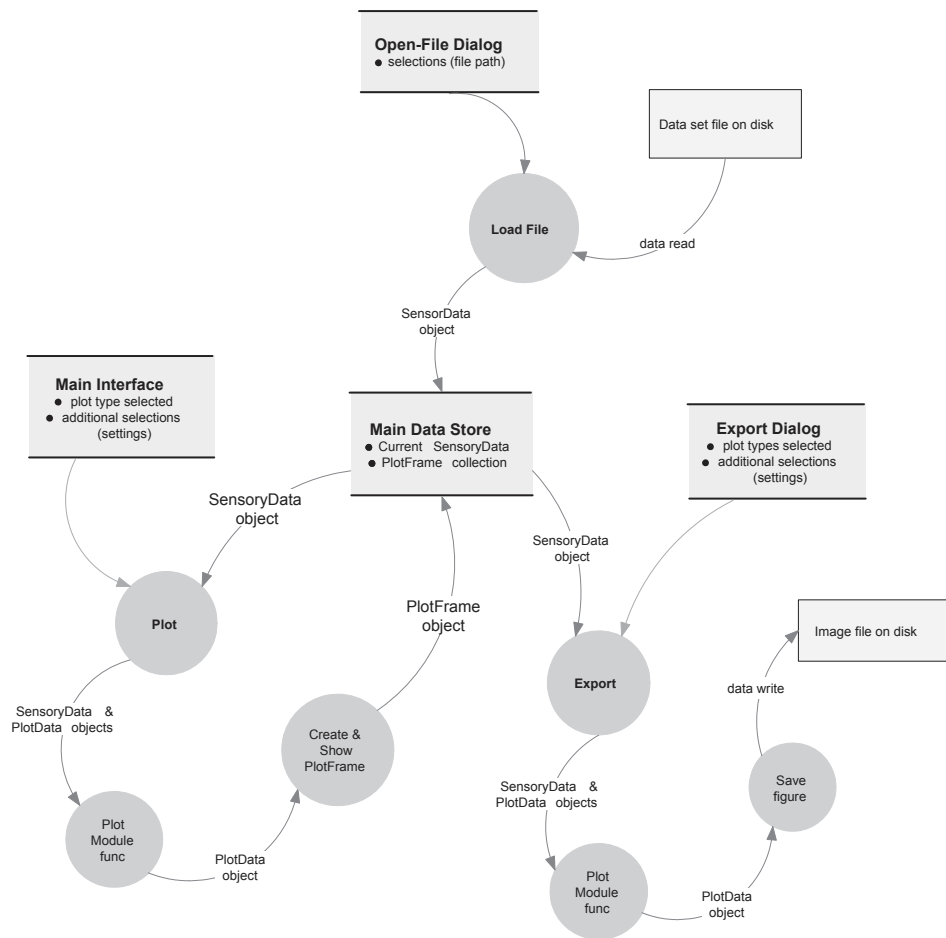 Open-File Dialog
● selections (file path)
Data set file on disk
Load File
data read
SensorData
object
Main Interface
● plot type selected
● additional selections
(settings)
Main Data Store
● Current SensoryData
● PlotFrame collection
Export Dialog
● plot types selected
● additional selections
(settings)
SensoryData
object
SensoryData
object
PlotFrame
object
Plot
Image file on disk
Export
data write
SensoryData &
PlotData objects
Create &
Show
PlotFrame
SensoryData &
PlotData objects
Save
figure
Plot
Module
func
PlotData
object
Plot
Module
func
PlotData
object